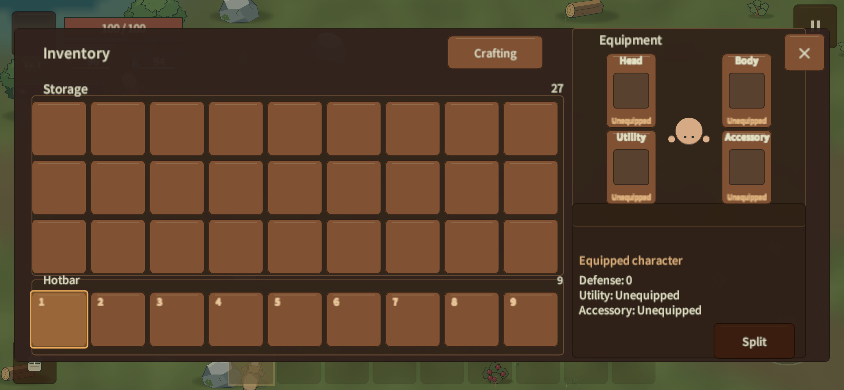 100 / 100
Inventory
Crafting
Equipment
Storage
27
Head
Body
Unequipped
Unequipped
Utility
Accessory
Unequipped
Unequipped
Hotbar
9
1
2
3
4
5
6
7
8
9
Equipped character
Defense: 0
Utility: Unequipped
Accessory: Unequipped
Split